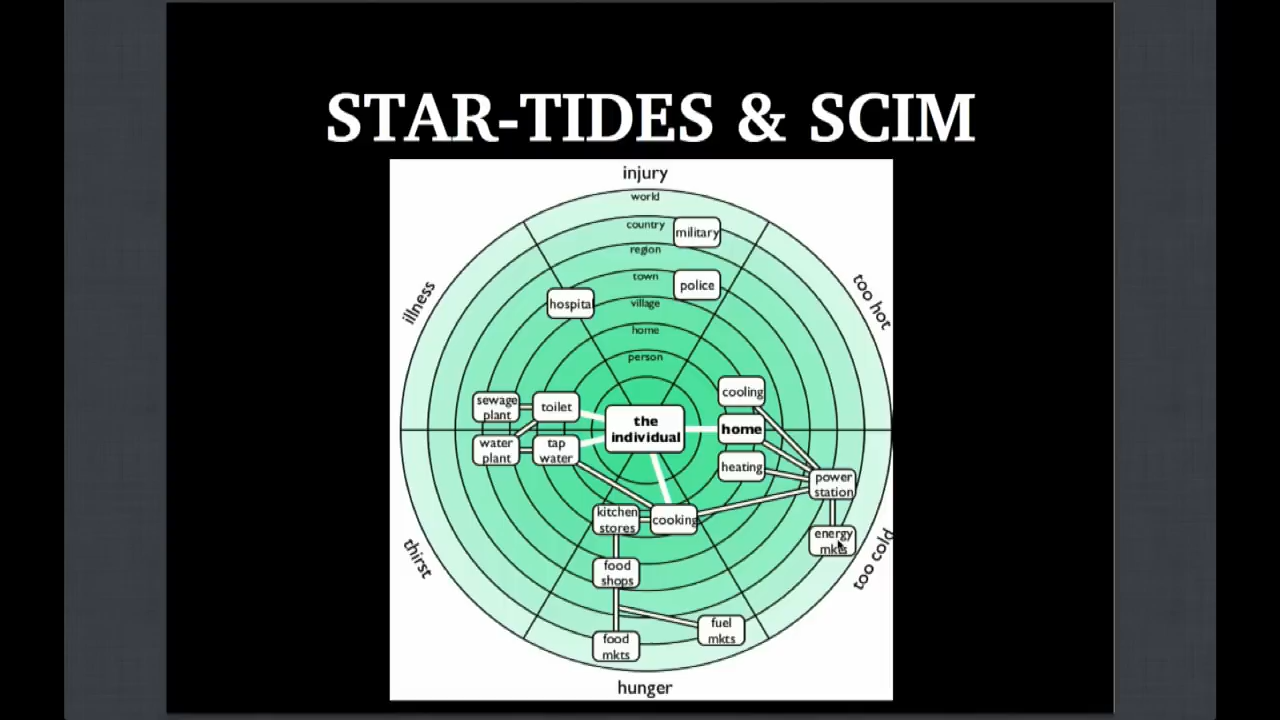 STAR-TIDES & SCIM
injury
world
country
military
region
town
police
hospital
village
home
person
illness
too hot
cooling
sewage
plant
toilet
the
individual
home
water
plant
tap
water
heating
power
station
kitchen
stores
cooking
energy
mkts
too cold
thirst
food
shops
fuel
mkts
food
mkts
hunger